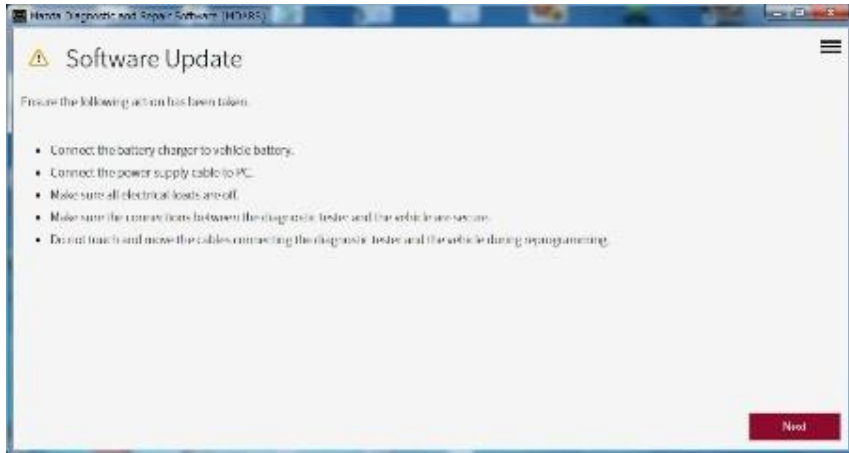 Mazda Diagnostic and Repair Software (MDARS)
Software Update
Ensure the following action has been taken.
• Connect the battery charger to vehicle battery.
• Connect the power supply cable to PC.
• Make sure all electrical loads are off.
• Make sure the connections between the diagnostic tester and the vehicle are secure.
• Do not touch and move the cables connecting the diagnostic tester and the vehicle during reprogramming.
Next